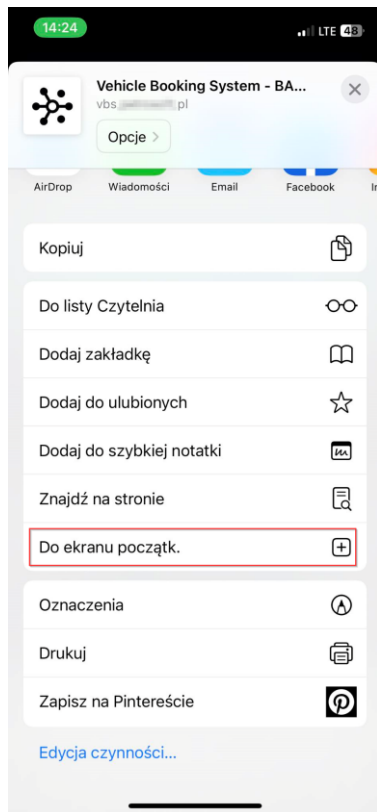 14:24
LTE 48
Vehicle Booking System - BA...
vbs. .pl
Opcje
AirDrop Wiadomości Email Facebook
Kopiuj
Do listy Czytelnia
Dodaj zakładkę
Dodaj do ulubionych
Dodaj do szybkiej notatki
Znajdź na stronie
Do ekranu początk.
Oznaczenia
Drukuj
Zapisz na Pintereście
Edycja czynności...